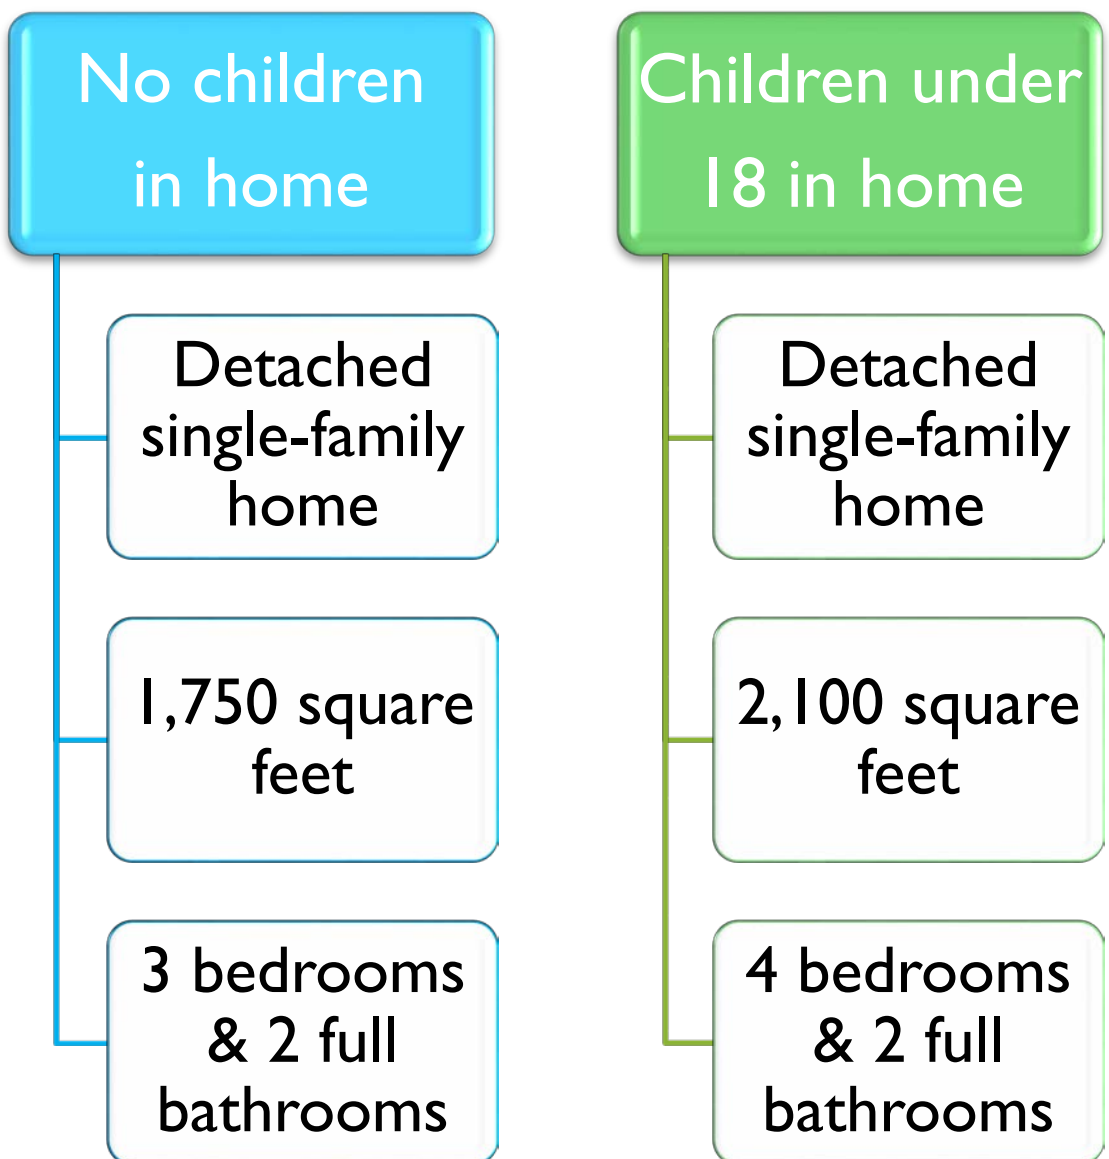 No children
in home
Detached
single-family
home
1,750 square
feet
3 bedrooms
& 2 full
bathrooms
Children under
18 in home
Detached
single-family
home
2,100 square
feet
4 bedrooms
& 2 full
bathrooms